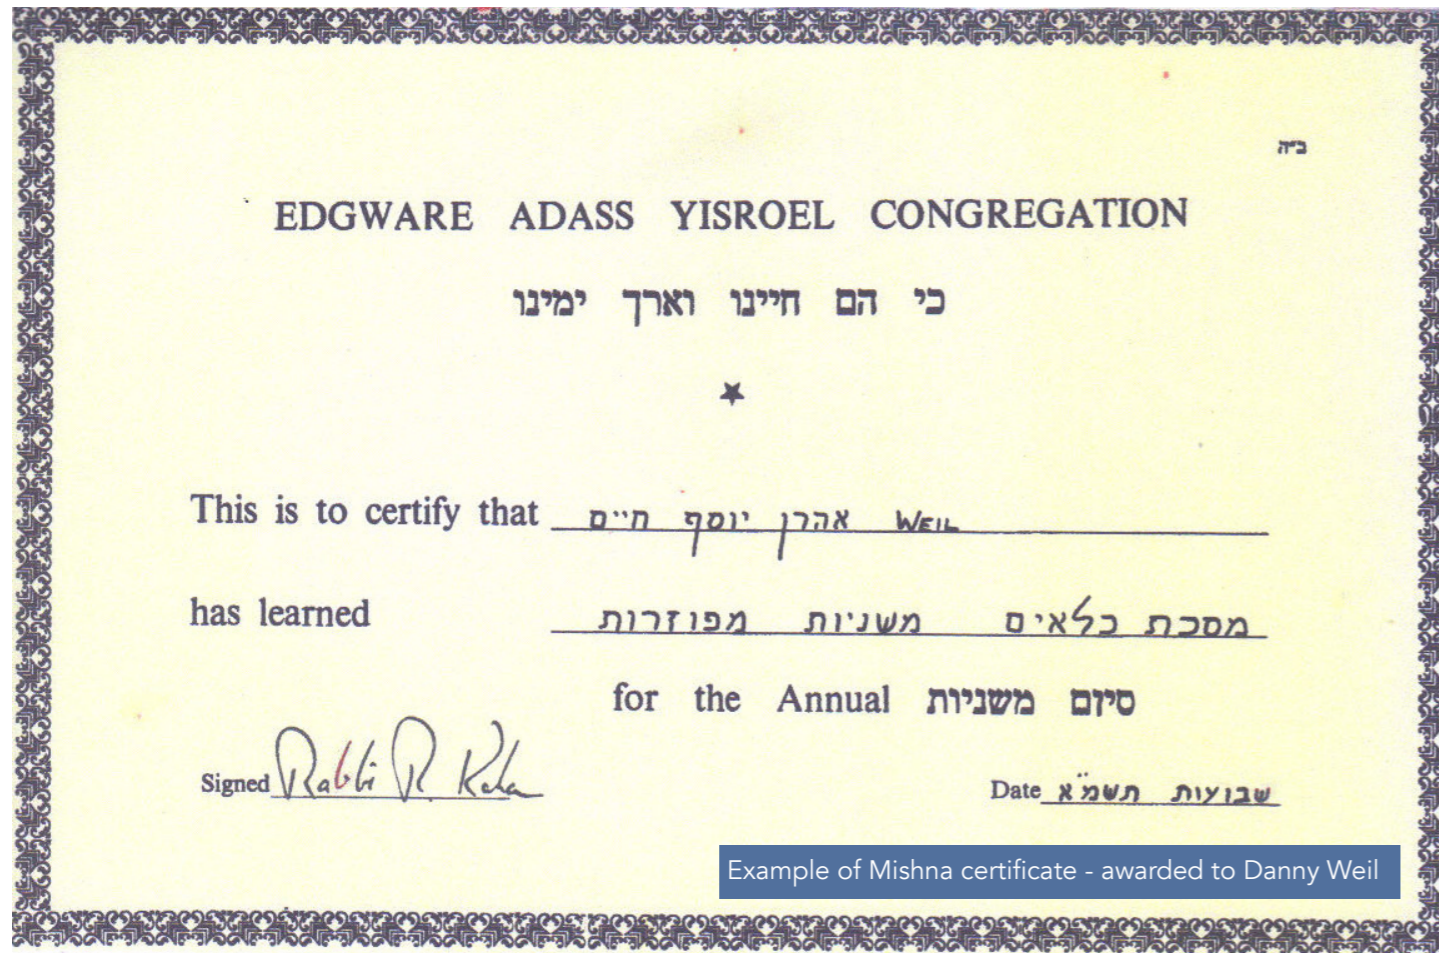 ב״ה
EDGWARE ADASS YISROEL CONGREGATION
כי הם חיינו וארך ימינו
This is to certify that אהרן יוסף חיים WEIL
has learned מסכת כלאים משניות מפוזרות
for the Annual סיום משניות
Signed Rabbi R.
Date שבועות תשמ״א
Example of Mishna certificate - awarded to Danny Weil